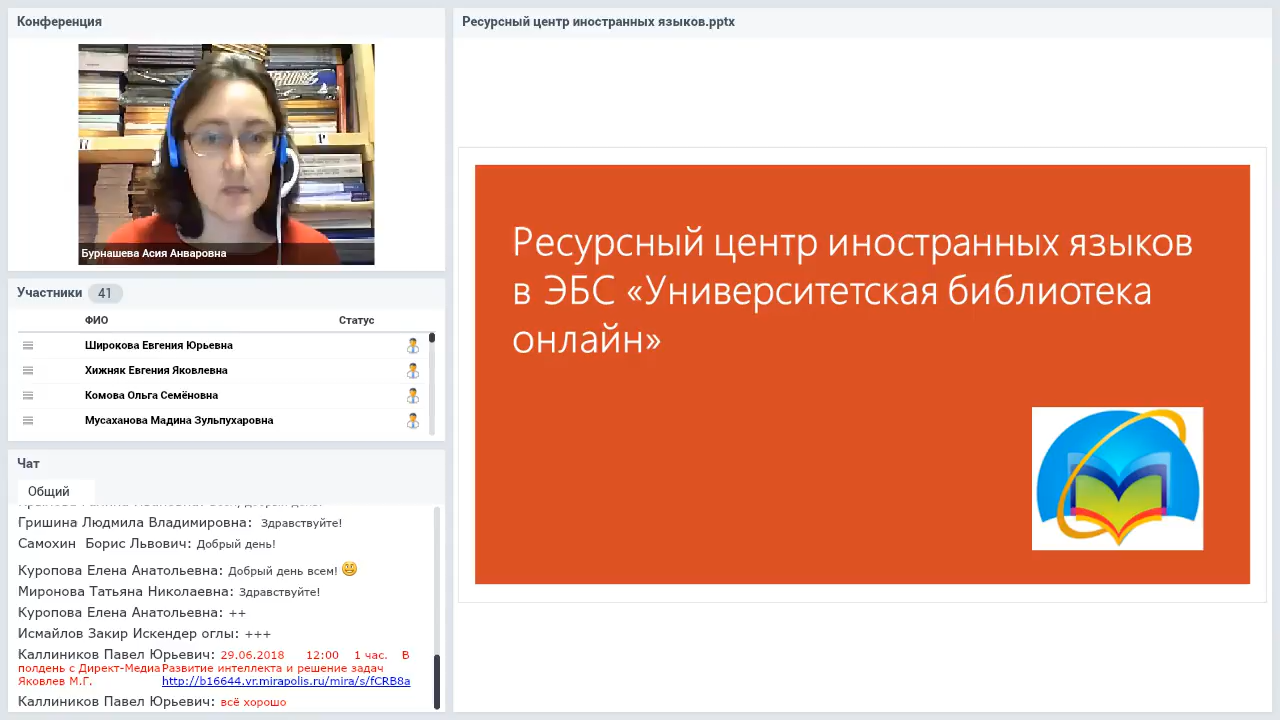 Конференция
Бурнашева Асия Анваровна
Участники 41
ФИО Статус
Широкова Евгения Юрьевна
Хижняк Евгения Яковлевна
Комова Ольга Семёновна
Мусаханова Мадина Зульпухаровна
Чат
Общий
Гришина Людмила Владимировна: Здравствуйте!
Самохин Борис Львович: Добрый день!
Куропова Елена Анатольевна: Добрый день всем!
Миронова Татьяна Николаевна: Здравствуйте!
Куропова Елена Анатольевна: ++
Исмайлов Закир Искендер оглы: +++
Каллиников Павел Юрьевич: 29.06.2018 12:00 1 час. В
полдень с Директ-Медиа Развитие интеллекта и решение задач
Яковлев М.Г. http://b16644.vr.mirapolis.ru/mira/s/fCRB8a
Каллиников Павел Юрьевич: всё хорошо
Ресурсный центр иностранных языков.pptx
Ресурсный центр иностранных языков
в ЭБС «Университетская библиотека
онлайн»